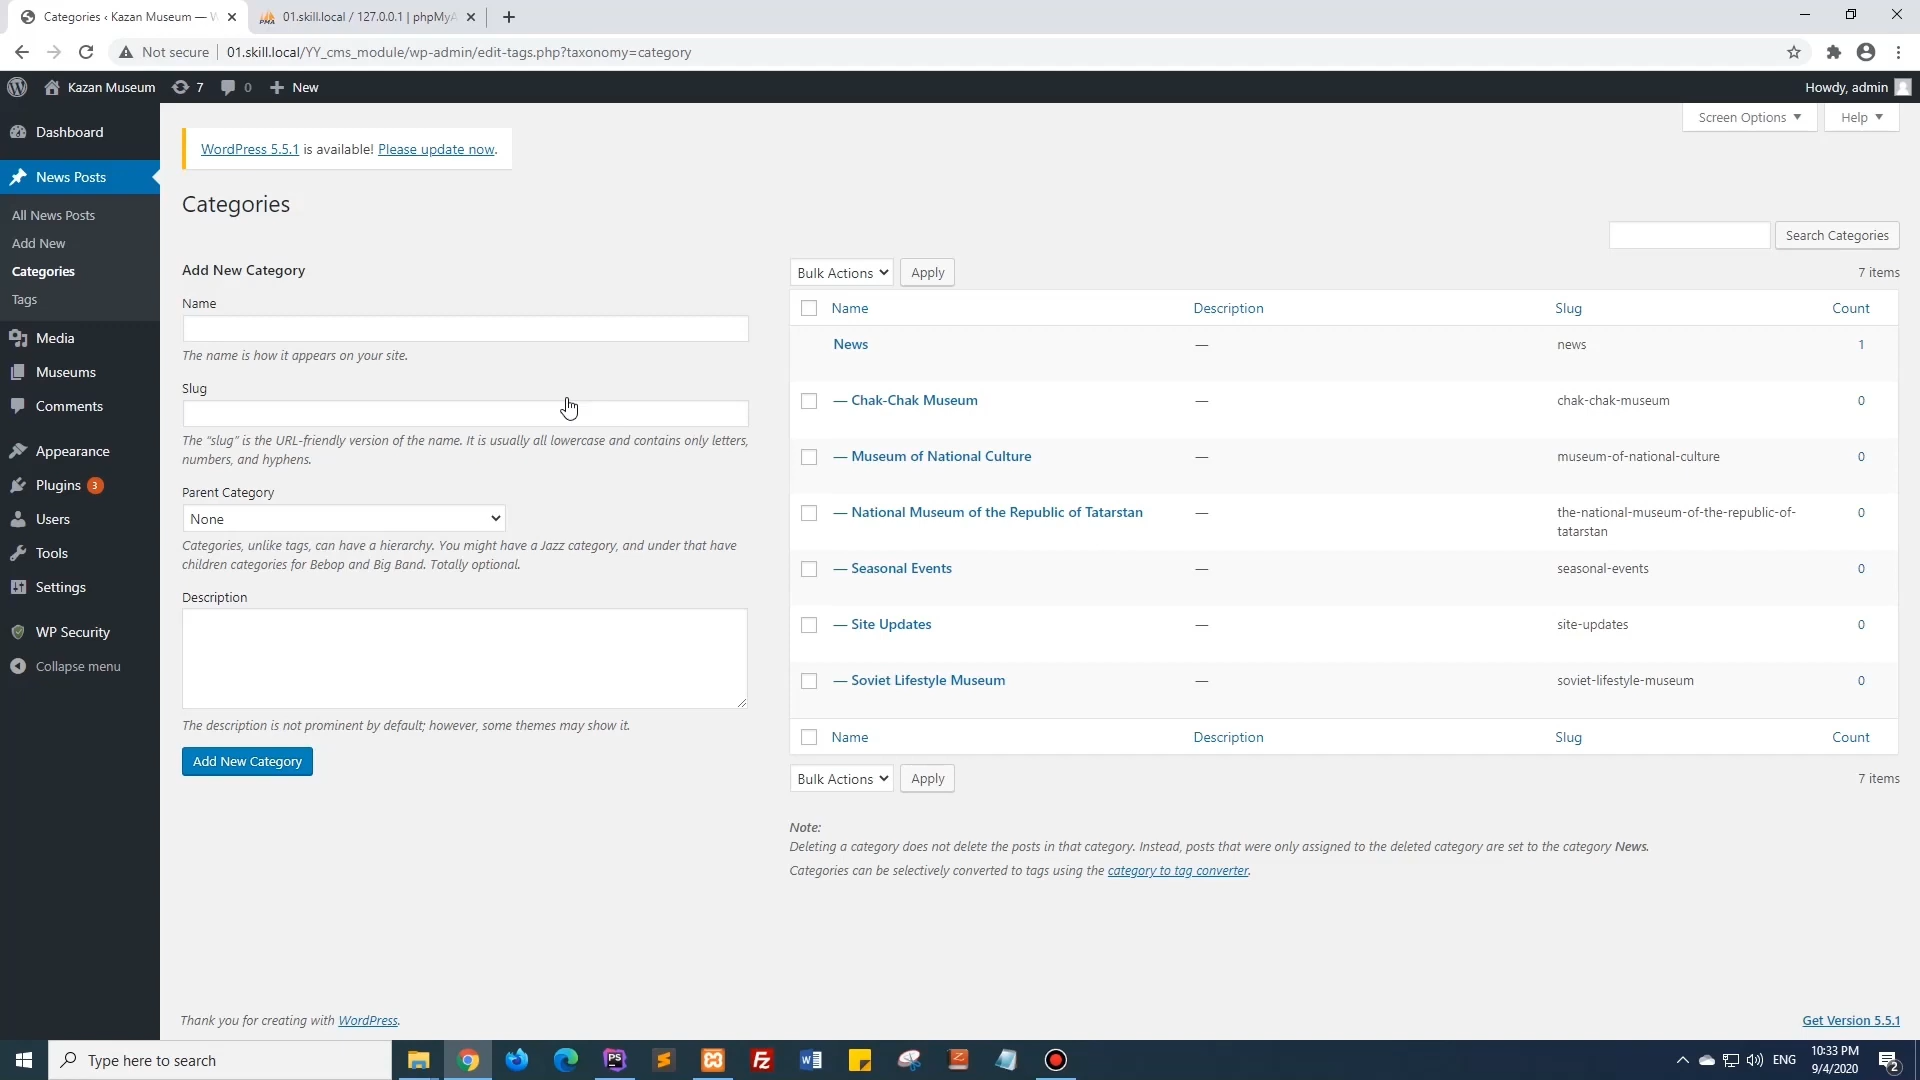 Categories ‹ Kazan Museum — W
01.skill.local / 127.0.0.1 | phpMyA
Not secure
01.skill.local/YY_cms_module/wp-admin/edit-tags.php?taxonomy=category
Kazan Museum
7
0
New
Howdy, admin
Dashboard
News Posts
All News Posts
Add New
Categories
Tags
Media
Museums
Comments
Appearance
Plugins 3
Users
Tools
Settings
WP Security
Collapse menu
Screen Options
Help
WordPress 5.5.1 is available! Please update now.
Categories
Search Categories
Add New Category
Name
The name is how it appears on your site.
Slug
The “slug” is the URL-friendly version of the name. It is usually all lowercase and contains only letters,
numbers, and hyphens.
Parent Category
None
Categories, unlike tags, can have a hierarchy. You might have a Jazz category, and under that have
children categories for Bebop and Big Band. Totally optional.
Description
The description is not prominent by default; however, some themes may show it.
Add New Category
Bulk Actions
Apply
7 items
Name Description Slug Count
News — news 1
— Chak-Chak Museum — chak-chak-museum 0
— Museum of National Culture — museum-of-national-culture 0
— National Museum of the Republic of Tatarstan — the-national-museum-of-the-republic-of-
tatarstan 0
— Seasonal Events — seasonal-events 0
— Site Updates — site-updates 0
— Soviet Lifestyle Museum — soviet-lifestyle-museum 0
Name Description Slug Count
Bulk Actions
Apply
7 items
Note:
Deleting a category does not delete the posts in that category. Instead, posts that were only assigned to the deleted category are set to the category News.
Categories can be selectively converted to tags using the category to tag converter.
Thank you for creating with WordPress.
Get Version 5.5.1
Type here to search
PS
Fz
W
ENG
10:33 PM
9/4/2020
2